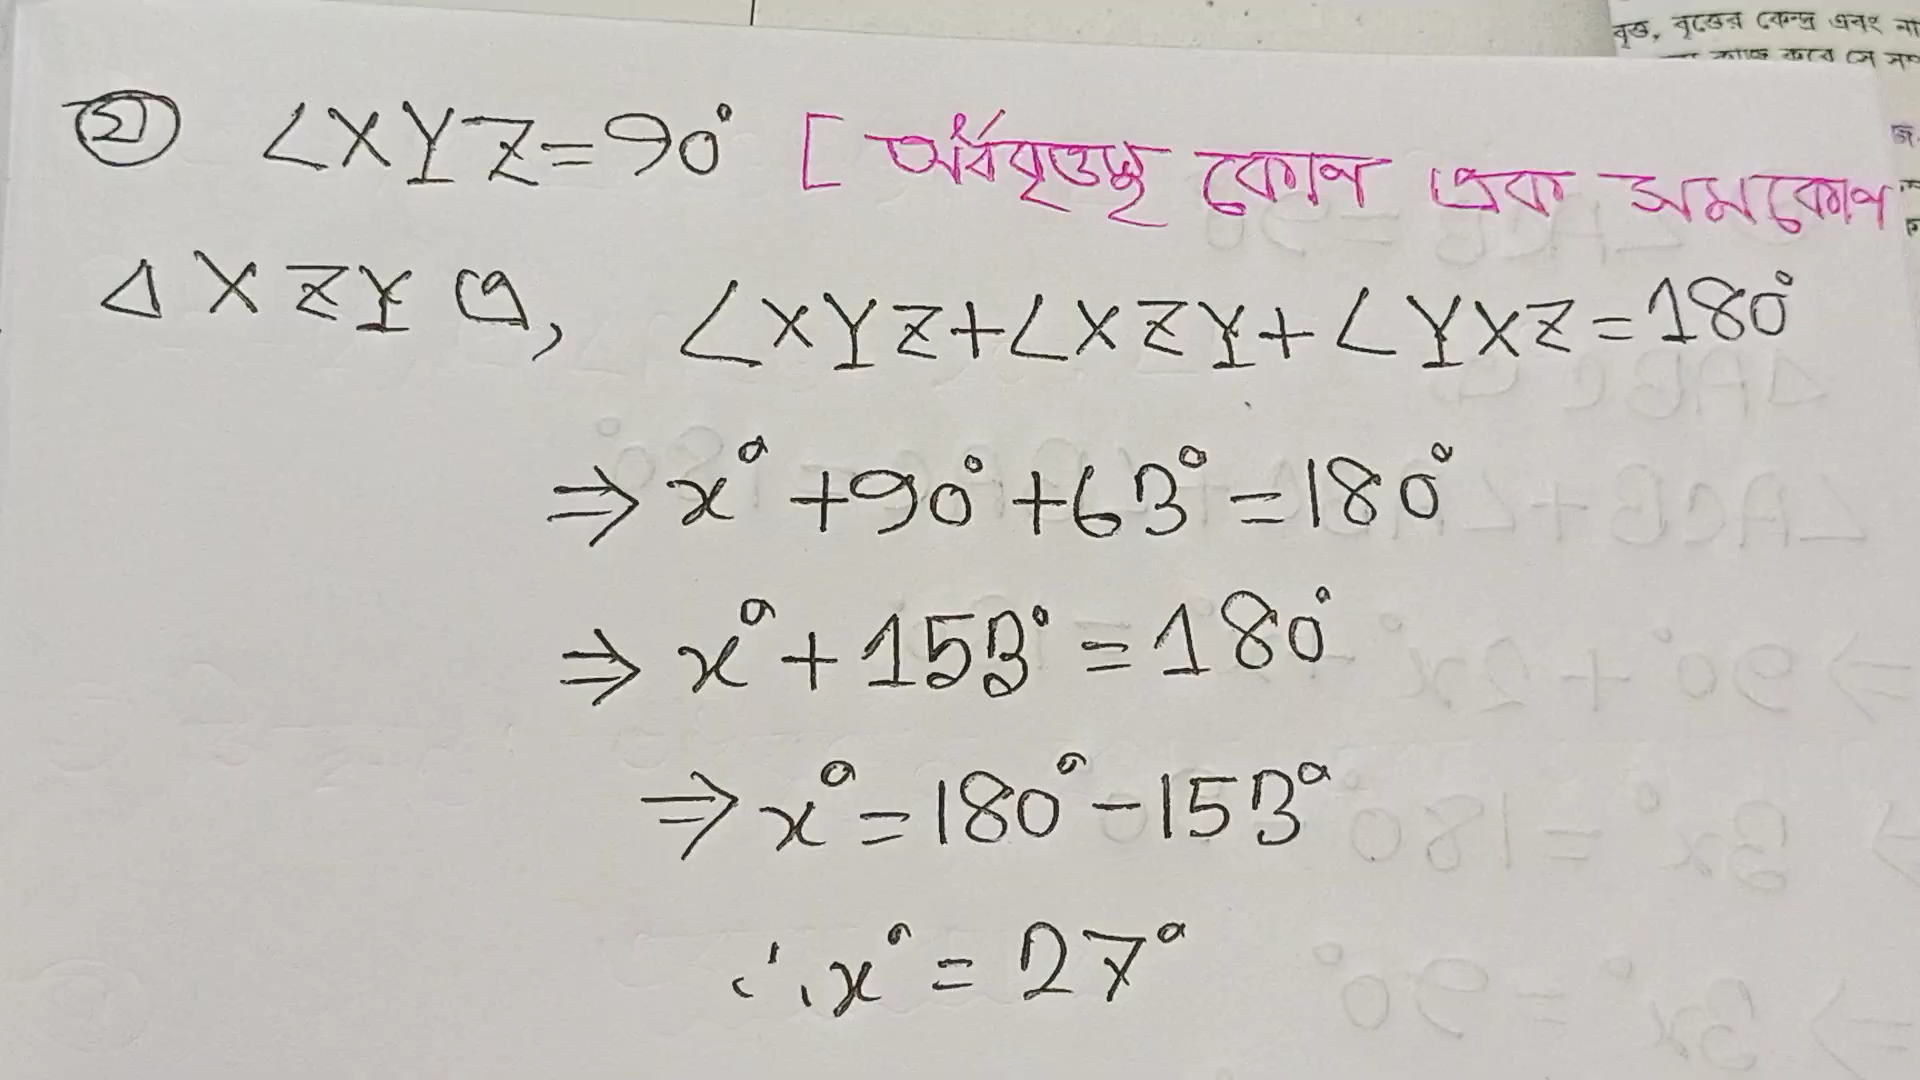 বৃত্ত, বৃত্তের কেন্দ্র এবং
ঘ ∠XYZ=90° [ অর্ধবৃত্তস্থ কোণ এক সমকোণ
Δ XZY এ, ∠XYZ+∠XZY+∠YXZ=180°
⇒ x° +90°+63°=180°
⇒ x°+153°=180°
⇒ x°=180°-153°
∴ x° = 27°